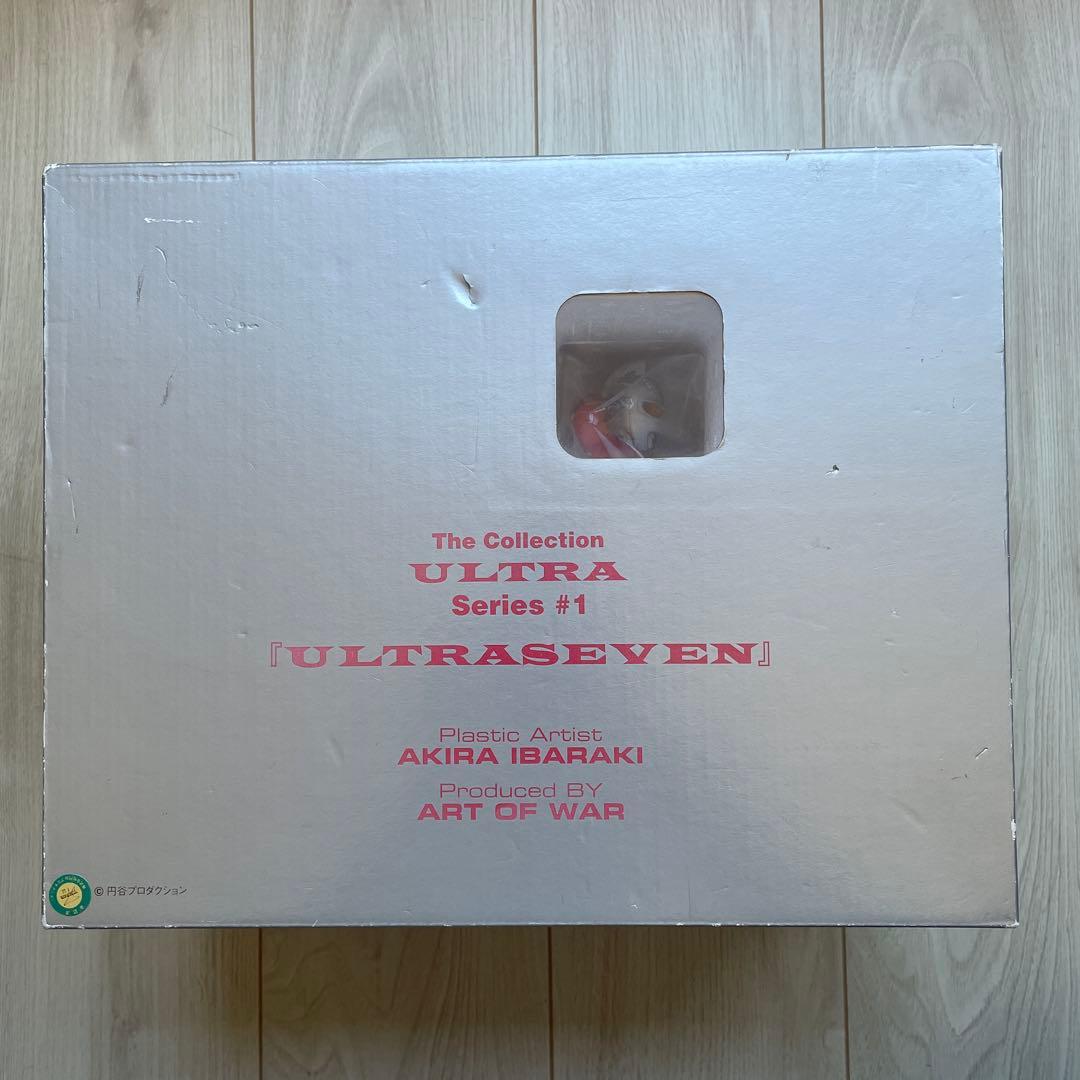 The Collection
ULTRA
Series #1
『ULTRASEVEN』
Plastic Artist
AKIRA IBARAKI
Produced BY
ART OF WAR
© 円谷プロダクション